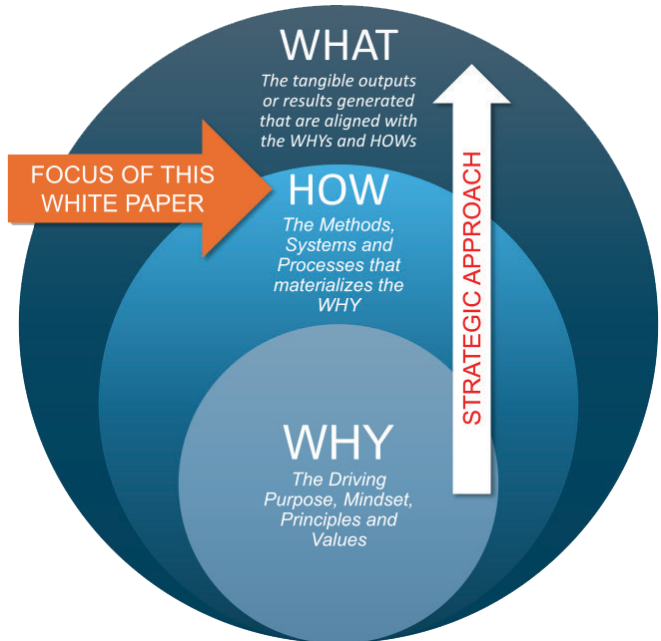 WHAT
The tangible outputs
or results generated
that are aligned with
the WHYs and HOWs
FOCUS OF THIS
WHITE PAPER
HOW
The Methods,
Systems and
Processes that
materializes the
WHY
STRATEGIC APPROACH
WHY
The Driving
Purpose, Mindset,
Principles and
Values